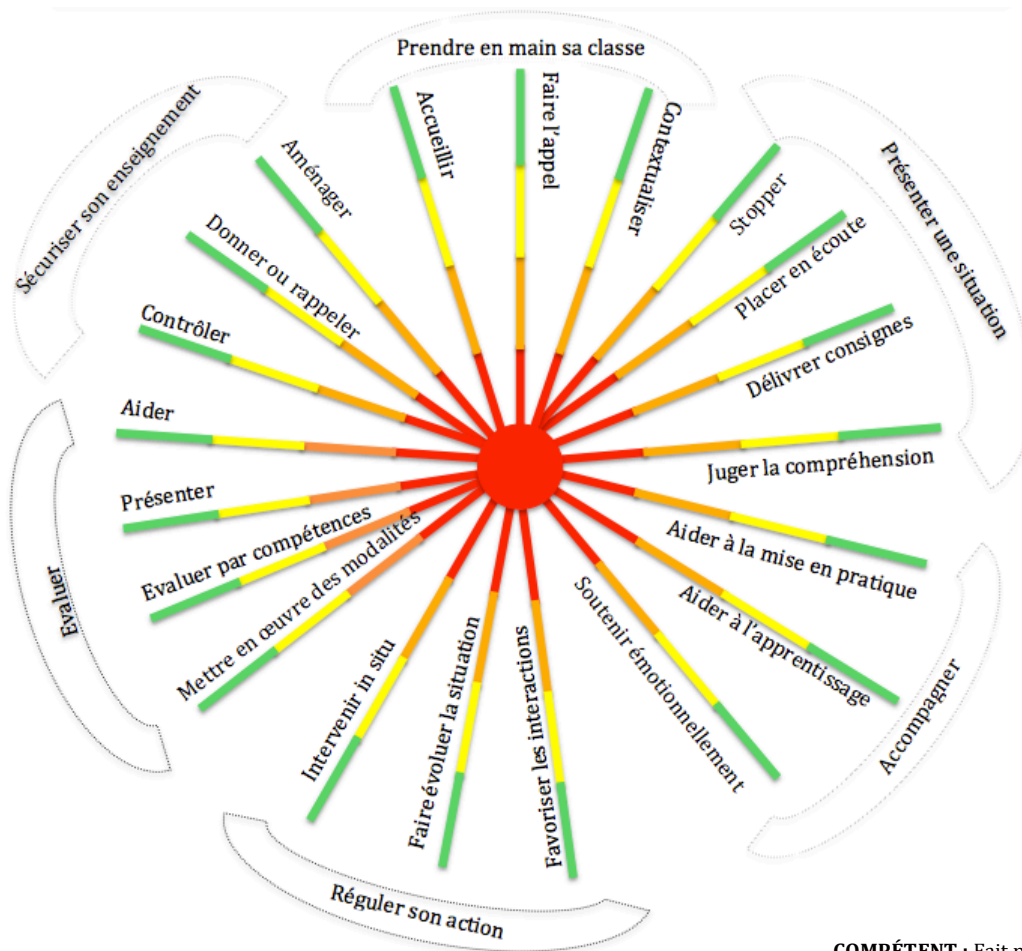 Prendre en main sa classe
Accueillir
Faire l'appel
Contextualiser
Présenter une situation
Stopper
Placer en écoute
Délivrer consignes
Juger la compréhension
Accompagner
Aider à la mise en pratique
Aider à l'apprentissage
Soutenir émotionnellement
Réguler son action
Favoriser les interactions
Faire évoluer la situation
Intervenir in situ
Evaluer
Mettre en œuvre des modalités
Evaluer par compétences
Présenter
Aider
Sécuriser son enseignement
Contrôler
Donner ou rappeler
Aménager
COMPÉTENT : Fait